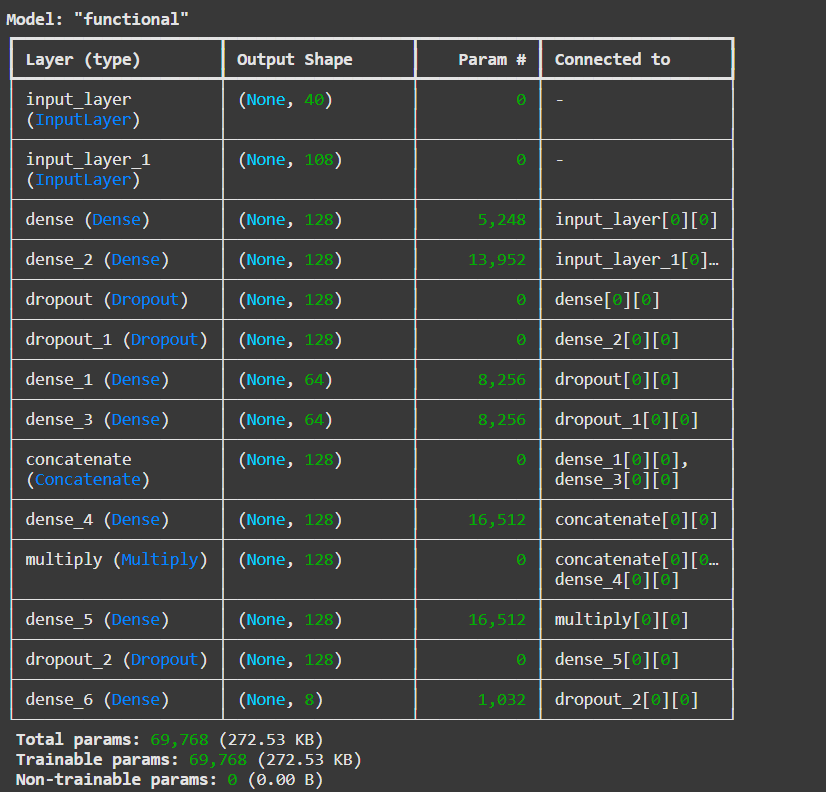 Model: "functional"
Layer (type) Output Shape Param # Connected to
input_layer (None, 40) 0 -
(InputLayer)
input_layer_1 (None, 108) 0 -
(InputLayer)
dense (Dense) (None, 128) 5,248 input_layer[0][0]
dense_2 (Dense) (None, 128) 13,952 input_layer_1[0]…
dropout (Dropout) (None, 128) 0 dense[0][0]
dropout_1 (Dropout) (None, 128) 0 dense_2[0][0]
dense_1 (Dense) (None, 64) 8,256 dropout[0][0]
dense_3 (Dense) (None, 64) 8,256 dropout_1[0][0]
concatenate (None, 128) 0 dense_1[0][0],
(Concatenate) dense_3[0][0]
dense_4 (Dense) (None, 128) 16,512 concatenate[0][0]
multiply (Multiply) (None, 128) 0 concatenate[0][0…
dense_4[0][0]
dense_5 (Dense) (None, 128) 16,512 multiply[0][0]
dropout_2 (Dropout) (None, 128) 0 dense_5[0][0]
dense_6 (Dense) (None, 8) 1,032 dropout_2[0][0]
Total params: 69,768 (272.53 KB)
Trainable params: 69,768 (272.53 KB)
Non-trainable params: 0 (0.00 B)